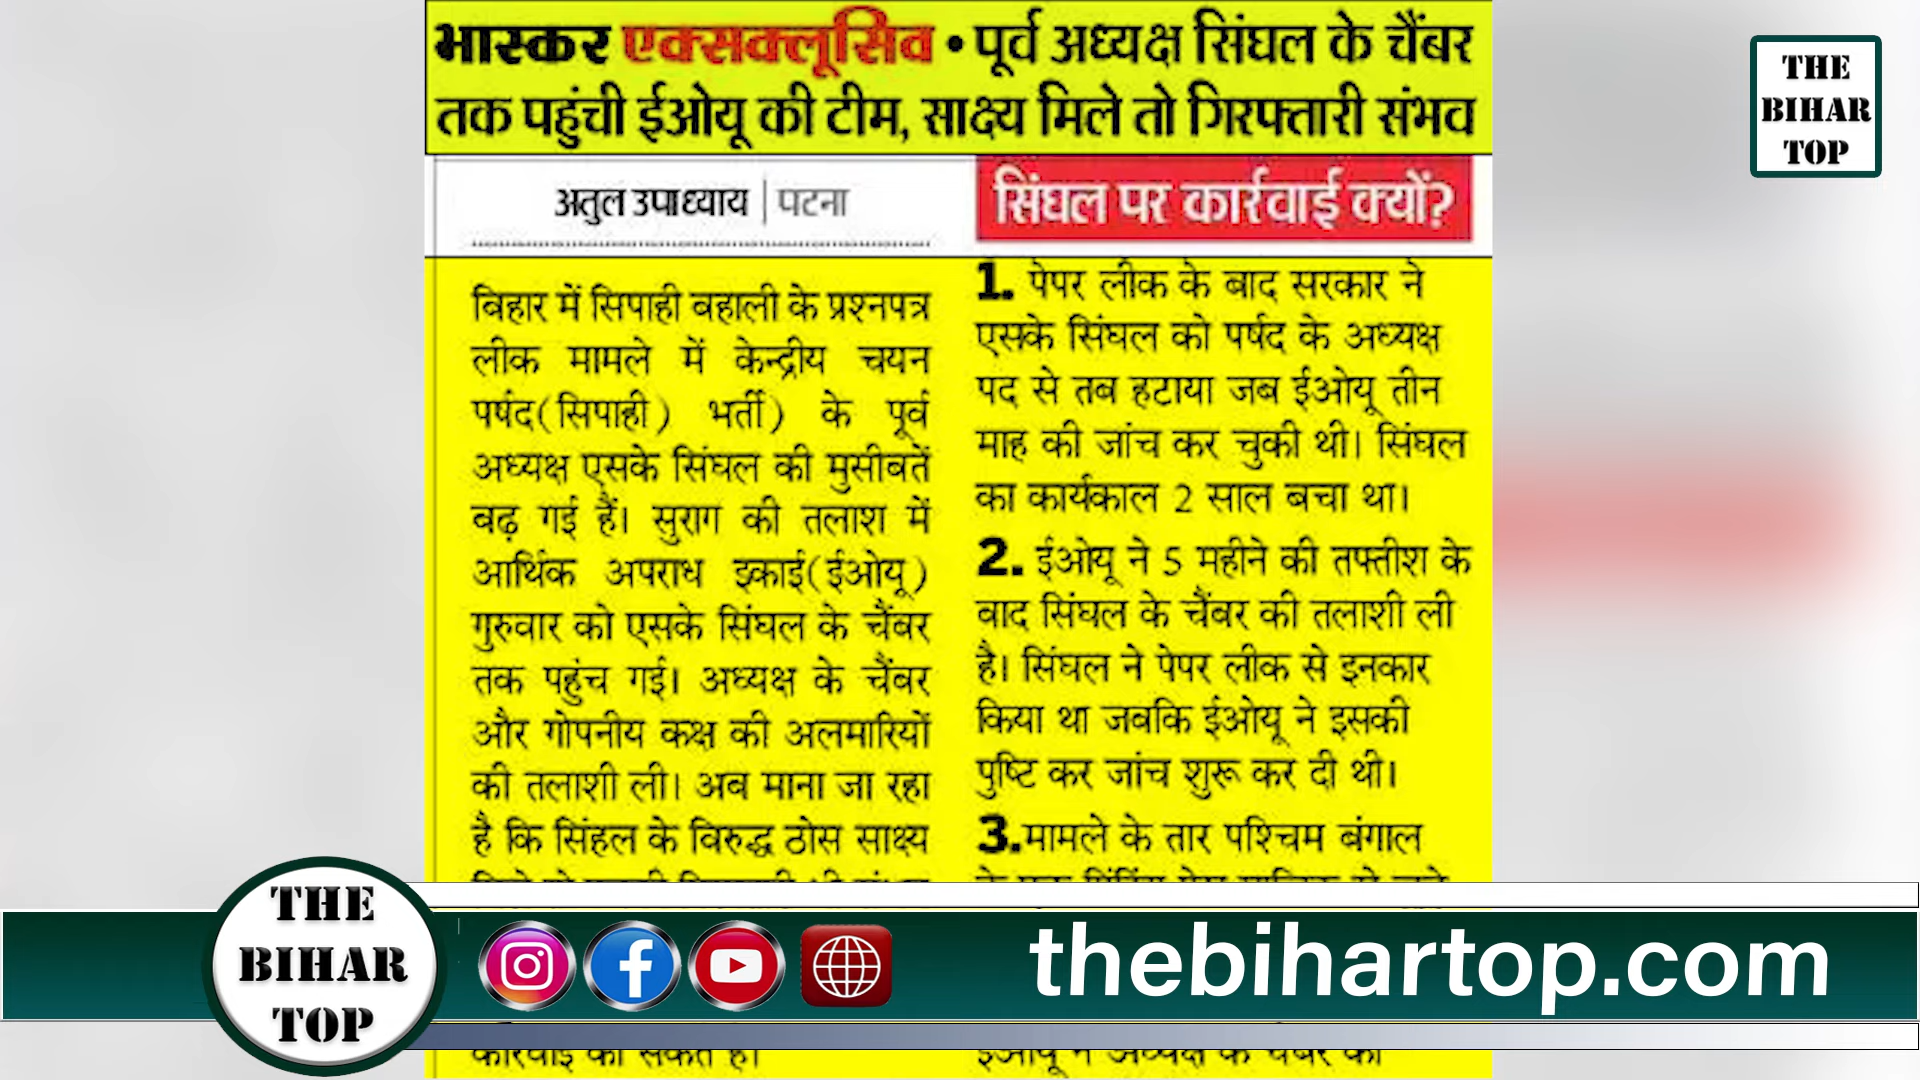 भास्कर एक्सक्लूसिव • पूर्व अध्यक्ष सिंघल के चैंबर
तक पहुंची ईओयू की टीम, साक्ष्य मिले तो गिरफ्तारी संभव
अतुल उपाध्याय | पटना
बिहार में सिपाही बहाली के प्रश्नपत्र
लीक मामले में केन्द्रीय चयन
पर्षद(सिपाही) भर्ती) के पूर्व
अध्यक्ष एसके सिंघल की मुसीबतें
बढ़ गई हैं। सुराग की तलाश में
आर्थिक अपराध इकाई(ईओयू)
गुरुवार को एसके सिंघल के चैंबर
तक पहुंच गई। अध्यक्ष के चैंबर
और गोपनीय कक्ष की अलमारियों
की तलाशी ली। अब माना जा रहा
है कि सिंहल के विरुद्ध ठोस साक्ष्य
सिंघल पर कार्रवाई क्यों?
1. पेपर लीक के बाद सरकार ने
एसके सिंघल को पर्षद के अध्यक्ष
पद से तब हटाया जब ईओयू तीन
माह की जांच कर चुकी थी। सिंघल
का कार्यकाल 2 साल बचा था।
2. ईओयू ने 5 महीने की तफ्तीश के
बाद सिंघल के चैंबर की तलाशी ली
है। सिंघल ने पेपर लीक से इनकार
किया था जबकि ईओयू ने इसकी
पुष्टि कर जांच शुरू कर दी थी।
3.मामले के तार पश्चिम बंगाल
THE
BIHAR
TOP
THE
BIHAR
TOP
thebihartop.com